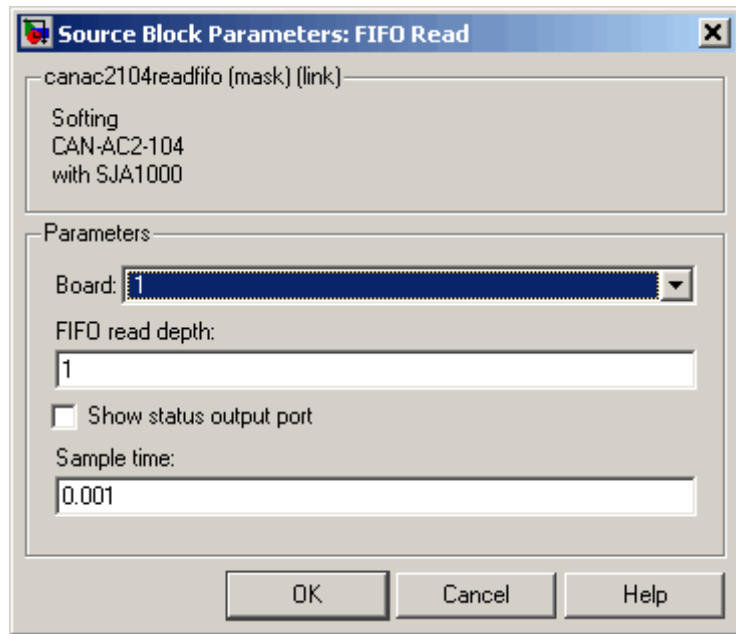 Source Block Parameters: FIFO Read
canac2104readfifo (mask) (link)
Softing
CAN-AC2-104
with SJA1000
Parameters
Board: 1
FIFO read depth:
1
Show status output port
Sample time:
0.001
OK Cancel Help